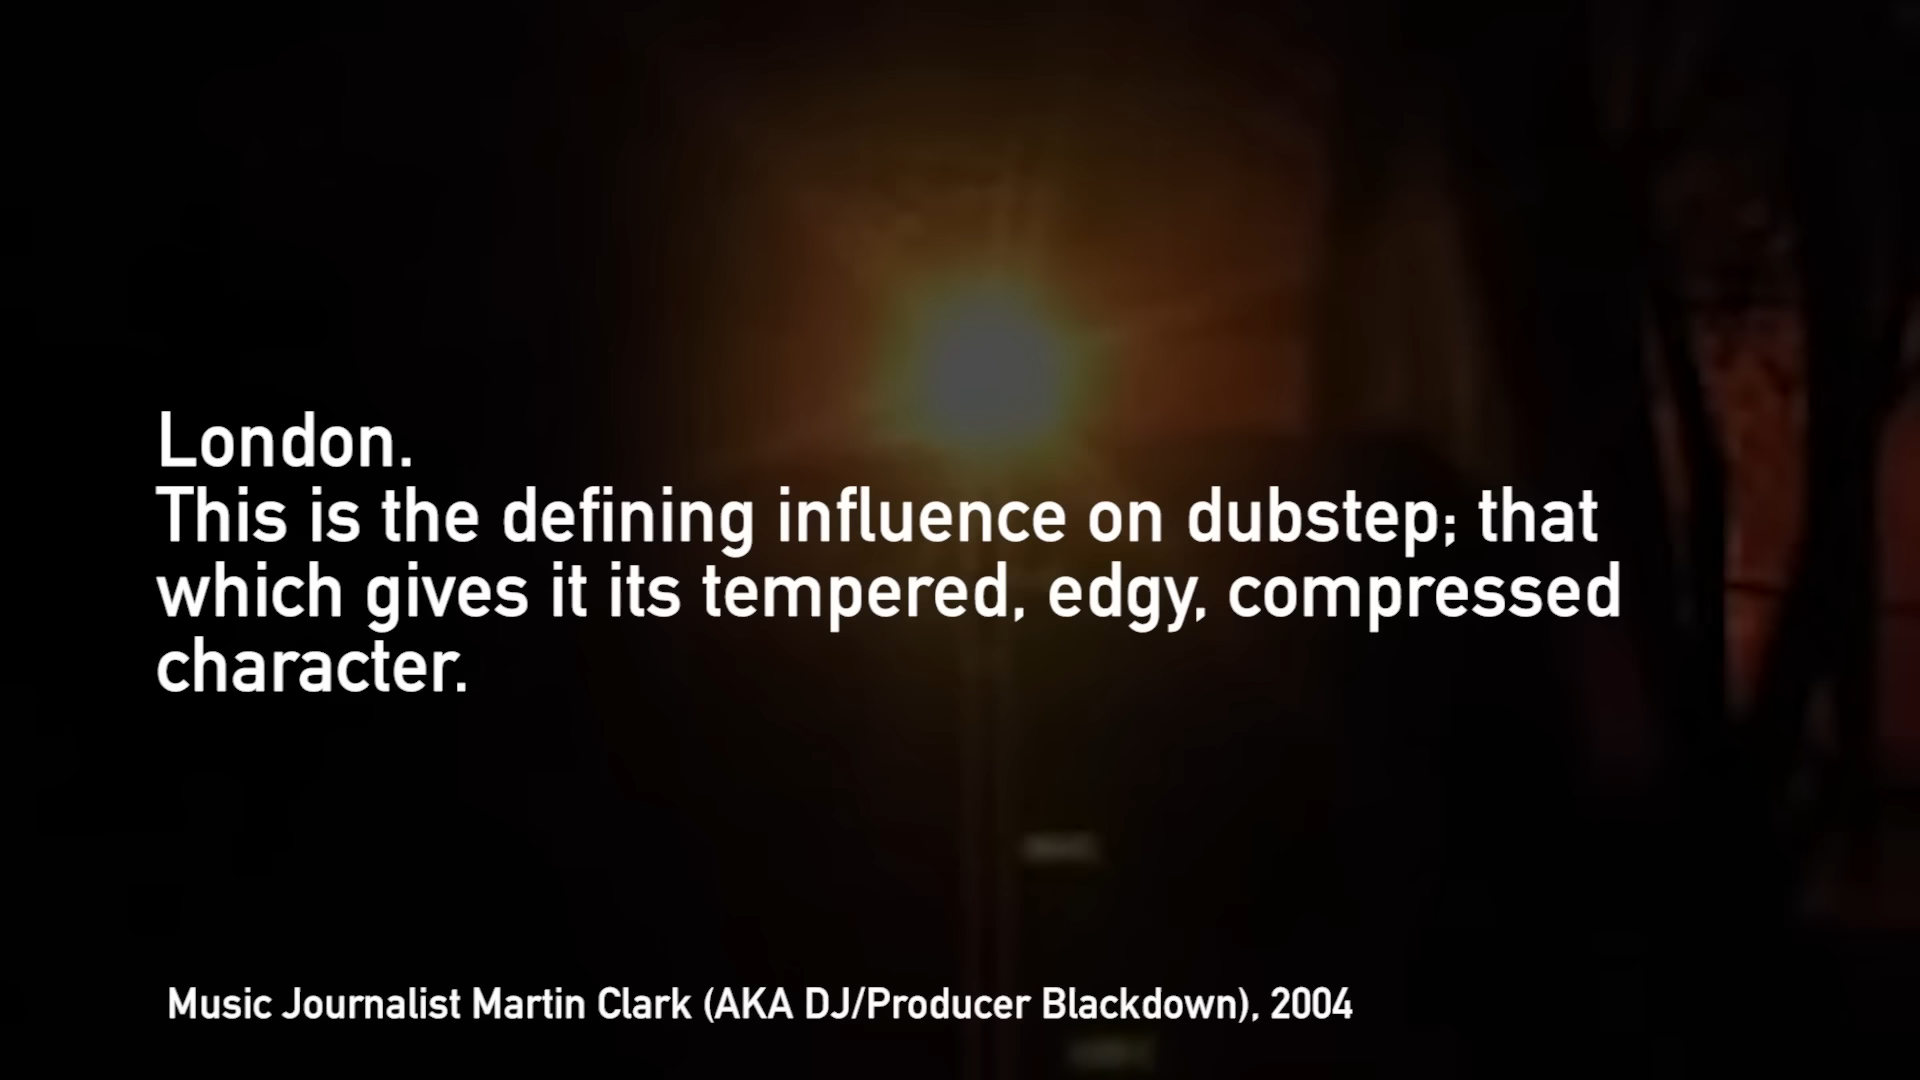 London.
This is the defining influence on dubstep; that
which gives it its tempered, edgy, compressed
character.
Music Journalist Martin Clark (AKA DJ/Producer Blackdown), 2004